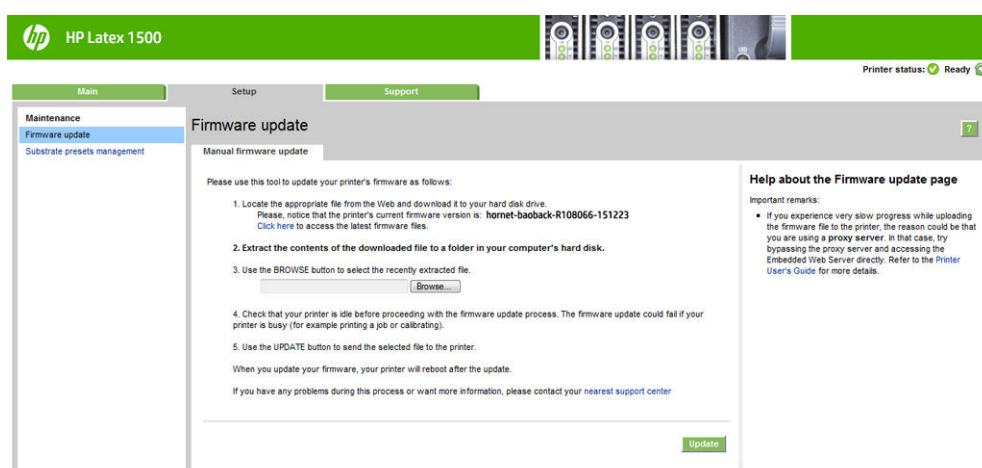 hp HP Latex 1500
Printer status: Ready
Main Setup Support
Maintenance
Firmware update
Substrate presets management
Firmware update
?
Manual firmware update
Please use this tool to update your printer's firmware as follows:
1. Locate the appropriate file from the Web and download it to your hard disk drive.
Please, notice that the printer's current firmware version is: hornet-baoback-R108066-151223
Click here to access the latest firmware files.
2. Extract the contents of the downloaded file to a folder in your computer's hard disk.
3. Use the BROWSE button to select the recently extracted file.
Browse...
4. Check that your printer is idle before proceeding with the firmware update process. The firmware update could fail if your
printer is busy (for example printing a job or calibrating).
5. Use the UPDATE button to send the selected file to the printer.
When you update your firmware, your printer will reboot after the update.
If you have any problems during this process or want more information, please contact your nearest support center
Update
Help about the Firmware update page
Important remarks:
If you experience very slow progress while uploading
the firmware file to the printer, the reason could be that
you are using a proxy server. In that case, try
bypassing the proxy server and accessing the
Embedded Web Server directly. Refer to the Printer
User's Guide for more details.